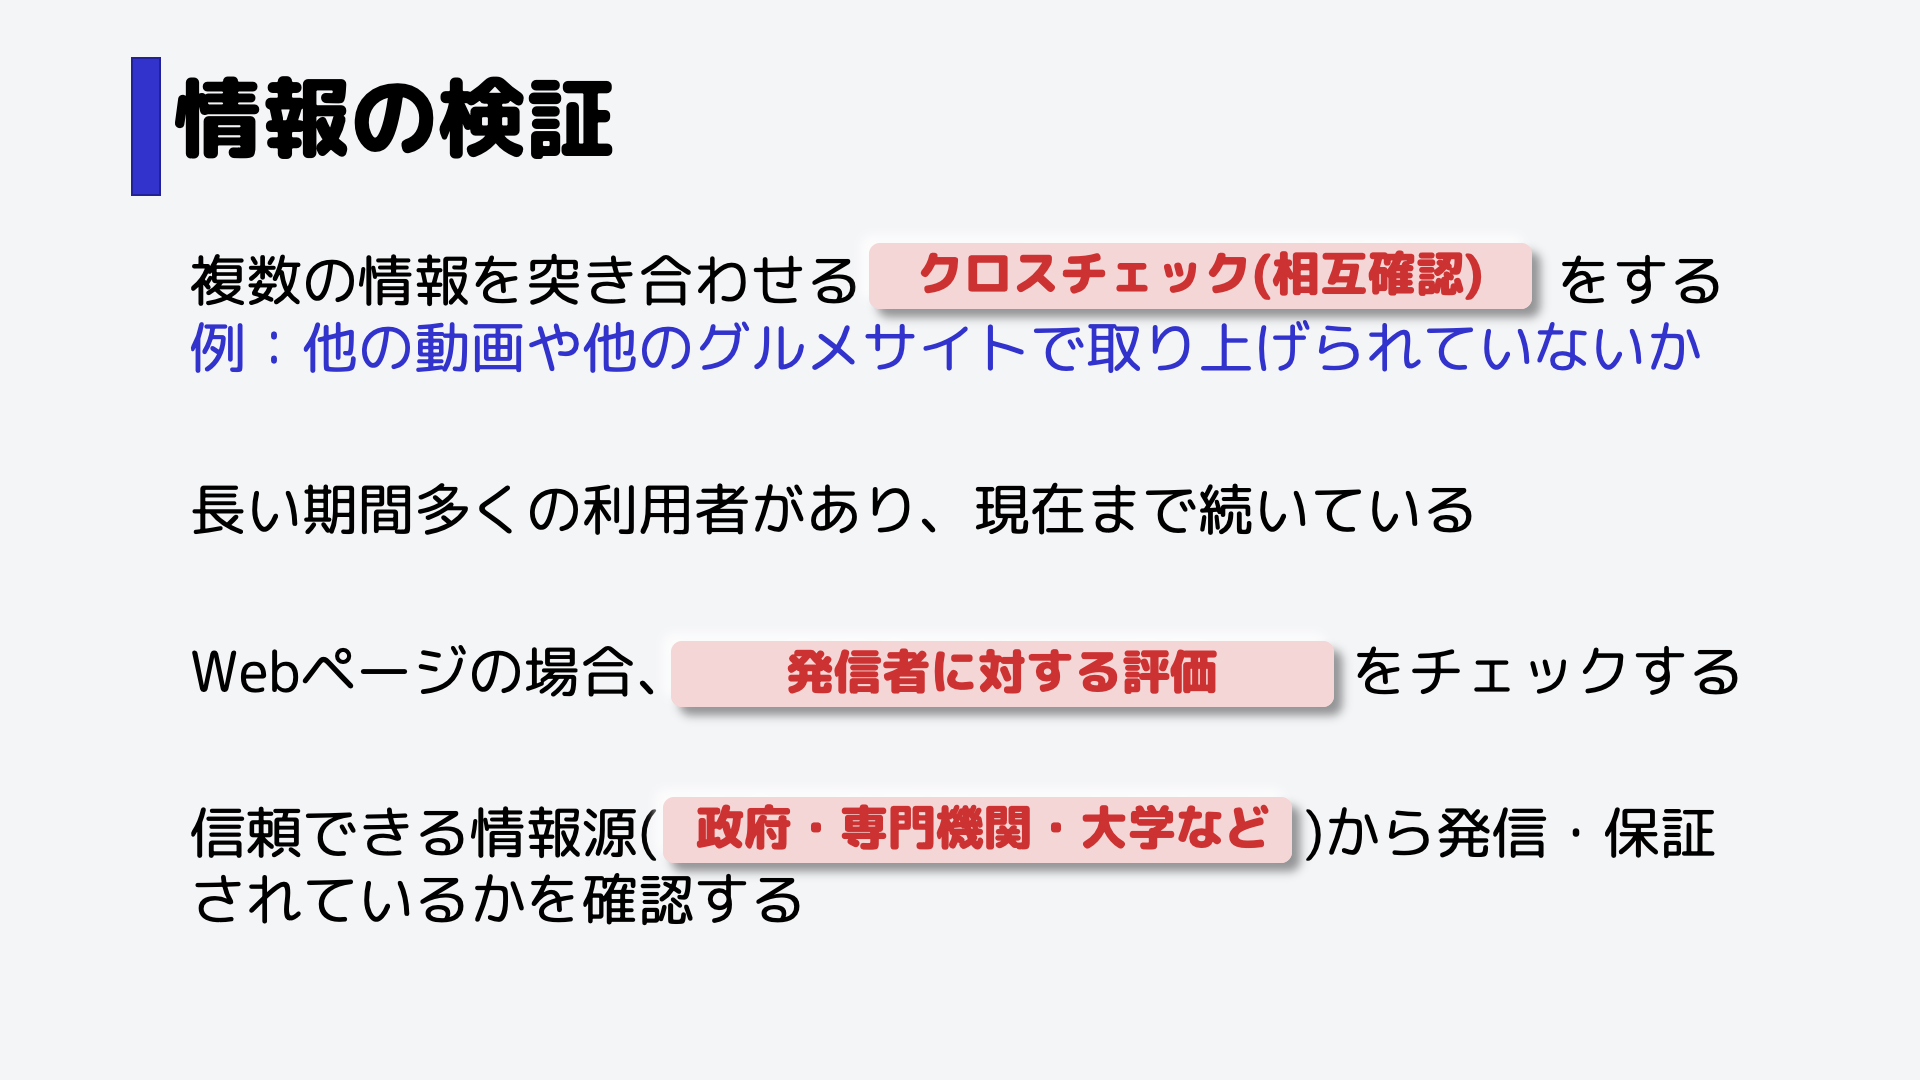 情報の検証
複数の情報を突き合わせる クロスチェック(相互確認) をする
例：他の動画や他のグルメサイトで取り上げられていないか
長い期間多くの利用者があり、現在まで続いている
Webページの場合、 発信者に対する評価 をチェックする
信頼できる情報源( 政府・専門機関・大学など )から発信・保証
されているかを確認する